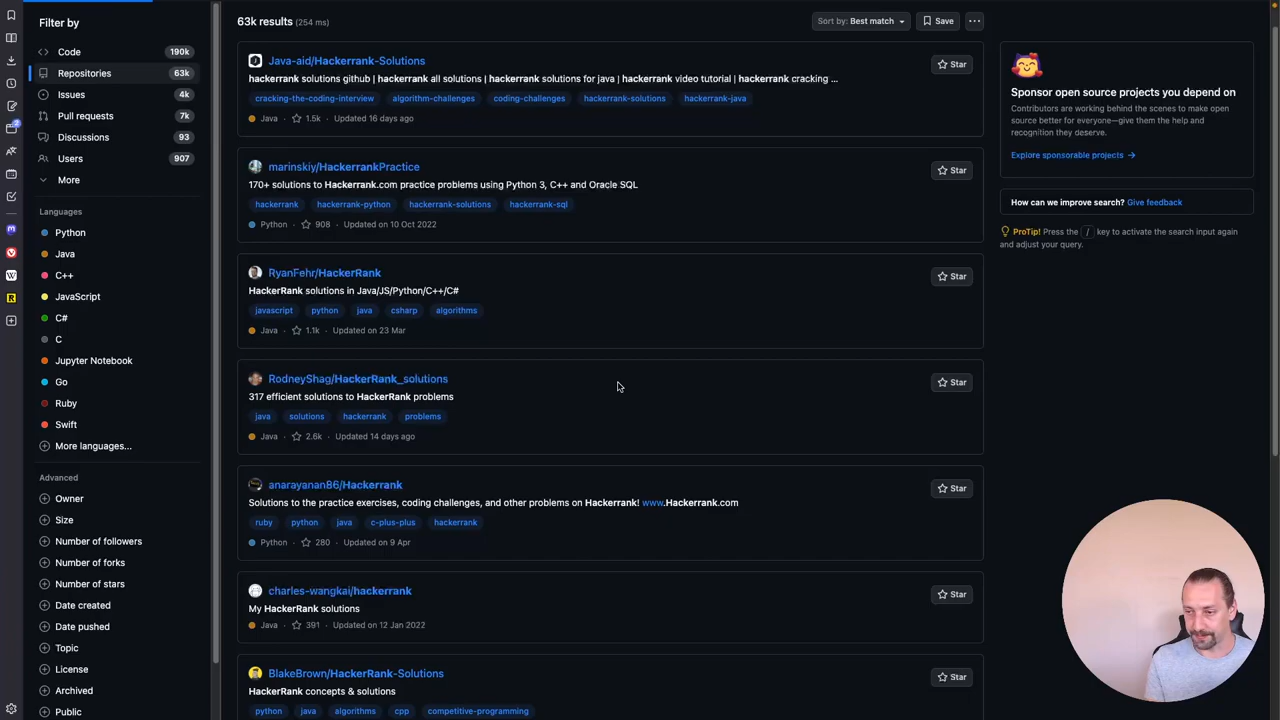 Filter by
Code 190k
Repositories 63k
Issues 4k
Pull requests 7k
Discussions 93
Users 907
More
Languages
Python
Java
C++
JavaScript
C#
C
Jupyter Notebook
Go
Ruby
Swift
More languages...
Advanced
Owner
Size
Number of followers
Number of forks
Number of stars
Date created
Date pushed
Topic
License
Archived
Public
63k results (254 ms)
Sort by: Best match
Save
Java-aid/Hackerrank-Solutions
Star
hackerrank solutions github | hackerrank all solutions | hackerrank solutions for java | hackerrank video tutorial | hackerrank cracking ...
cracking-the-coding-interview algorithm-challenges coding-challenges hackerrank-solutions hackerrank-java
Java · 1.5k · Updated 16 days ago
marinskiy/HackerrankPractice
Star
170+ solutions to Hackerrank.com practice problems using Python 3, С++ and Oracle SQL
hackerrank hackerrank-python hackerrank-solutions hackerrank-sql
Python · 908 · Updated on 10 Oct 2022
RyanFehr/HackerRank
Star
HackerRank solutions in Java/JS/Python/C++/C#
javascript python java csharp algorithms
Java · 1.1k · Updated on 23 Mar
RodneyShag/HackerRank_solutions
Star
317 efficient solutions to HackerRank problems
java solutions hackerrank problems
Java · 2.6k · Updated 14 days ago
anarayanan86/Hackerrank
Star
Solutions to the practice exercises, coding challenges, and other problems on Hackerrank! www.Hackerrank.com
ruby python java c-plus-plus hackerrank
Python · 280 · Updated on 9 Apr
charles-wangkai/hackerrank
Star
My HackerRank solutions
Java · 391 · Updated on 12 Jan 2022
BlakeBrown/HackerRank-Solutions
Star
HackerRank concepts & solutions
python java algorithms cpp competitive-programming
Sponsor open source projects you depend on
Contributors are working behind the scenes to make open
source better for everyone—give them the help and
recognition they deserve.
Explore sponsorable projects →
How can we improve search? Give feedback
ProTip! Press the / key to activate the search input again
and adjust your query.